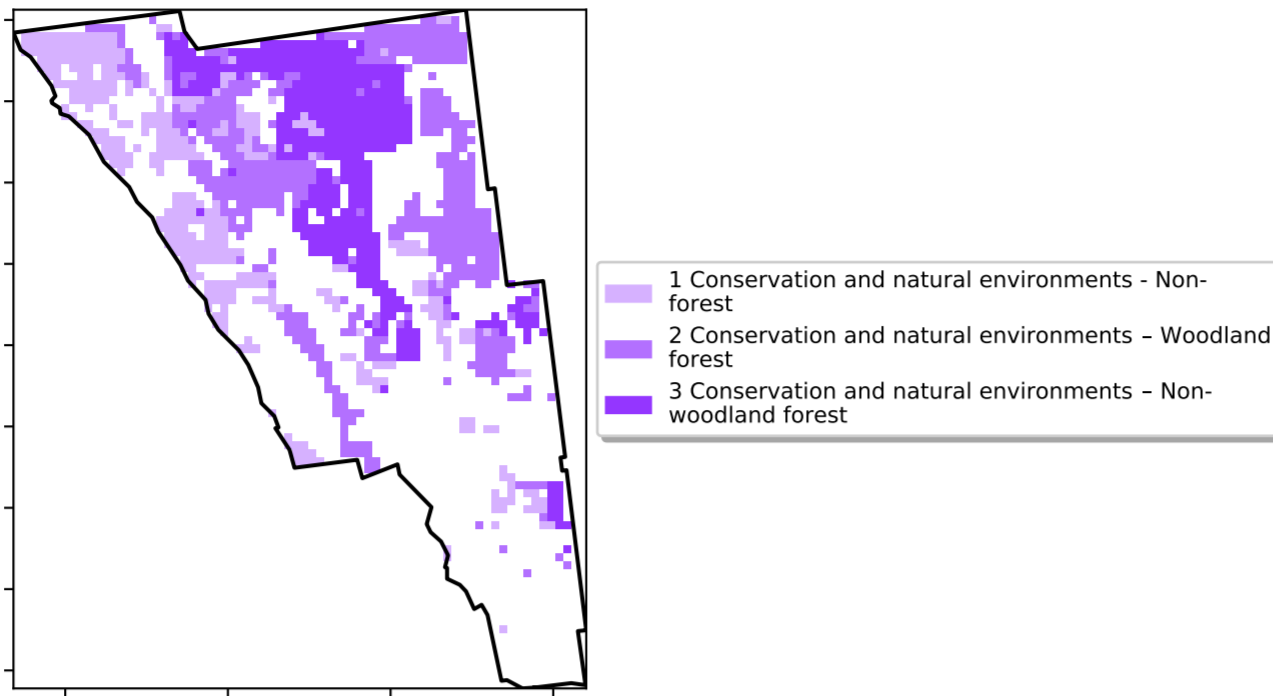 1 Conservation and natural environments - Non-
forest
2 Conservation and natural environments – Woodland
forest
3 Conservation and natural environments – Non-
woodland forest